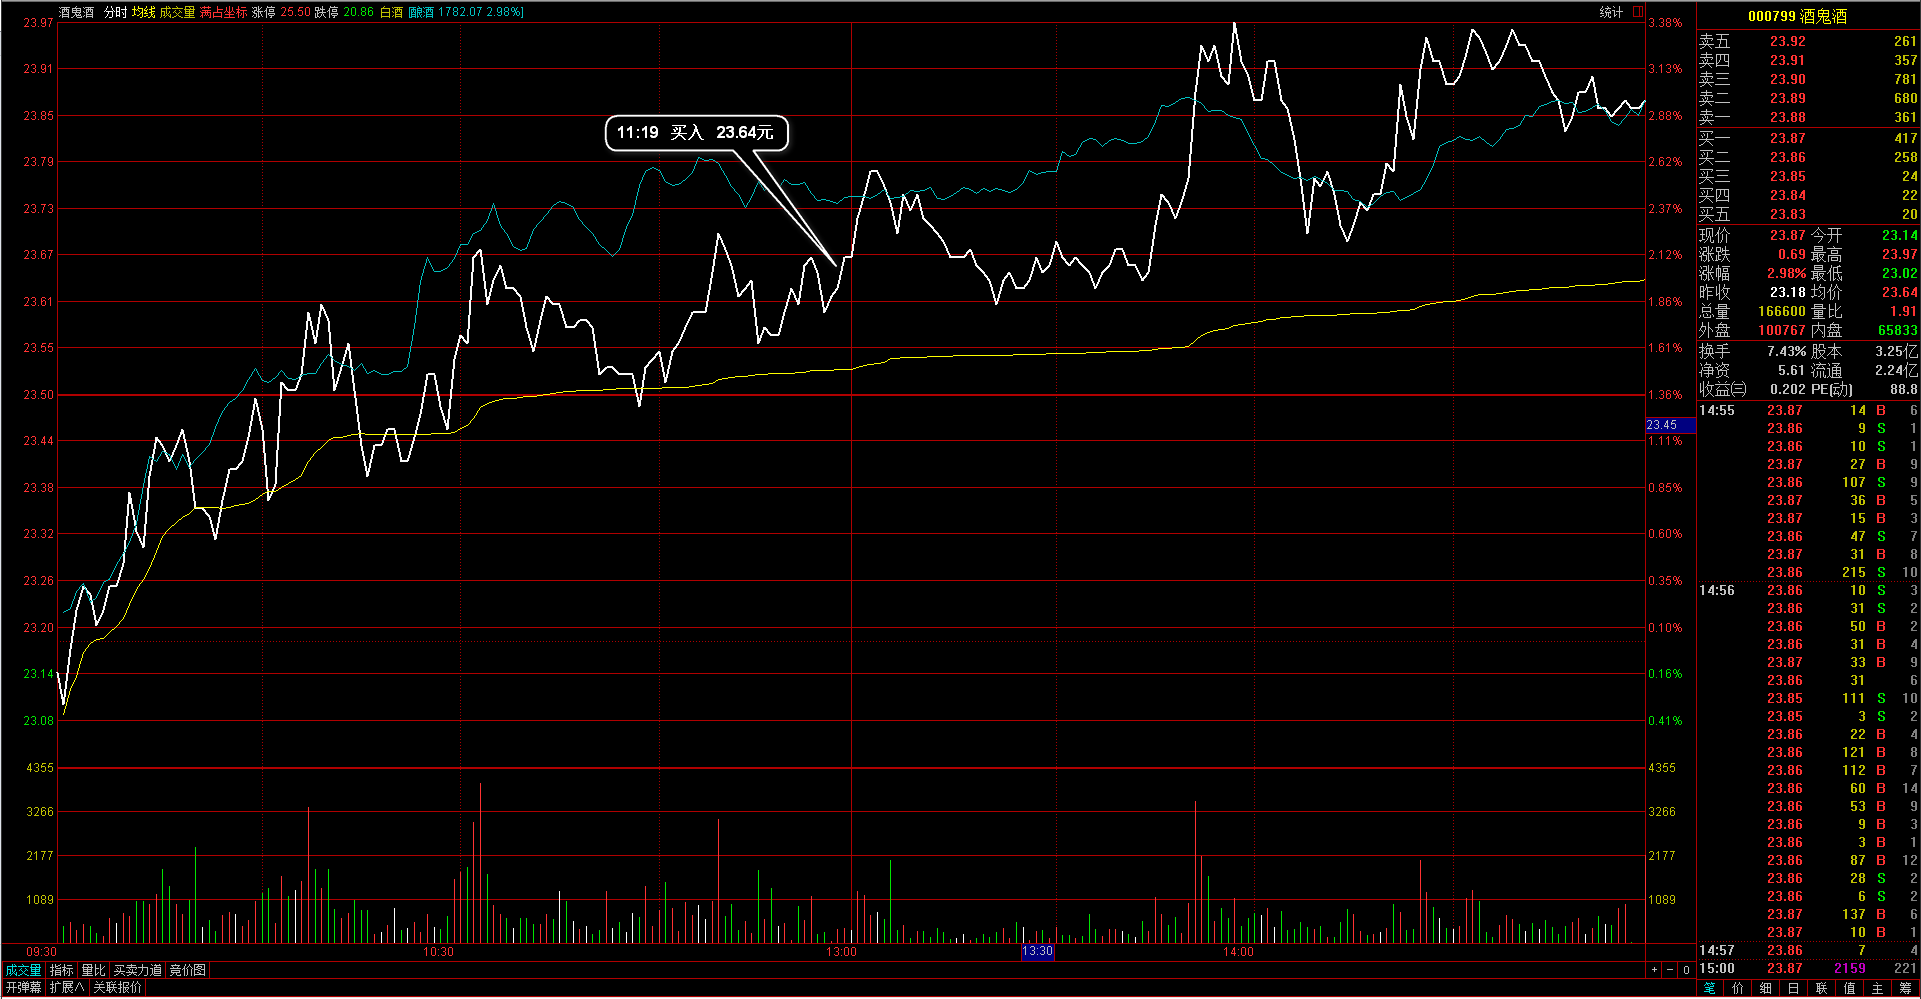 酒鬼酒 分时 均线 成交量 满占坐标 涨停 25.50 跌停 20.86 白酒 [酿酒 1782.07 2.98%]
统计
23.97
23.91
23.85
23.79
23.73
23.67
23.61
23.55
23.50
23.44
23.38
23.32
23.26
23.20
23.14
23.08
4355
3266
2177
1089
11:19 买入 23.64元
3.38%
3.13%
2.88%
2.62%
2.37%
2.12%
1.86%
1.61%
1.36%
23.45
1.11%
0.85%
0.60%
0.35%
0.10%
0.16%
0.41%
4355
3266
2177
1089
09:30 10:30 13:00 13:30 14:00
成交量 指标 量比 买卖力道 竞价图
+ − 0
开弹幕 扩展∧ 关联报价
000799 酒鬼酒
卖五 23.92 261
卖四 23.91 357
卖三 23.90 781
卖二 23.89 680
卖一 23.88 361
买一 23.87 417
买二 23.86 258
买三 23.85 24
买四 23.84 22
买五 23.83 20
现价 23.87 今开 23.14
涨跌 0.69 最高 23.97
涨幅 2.98% 最低 23.02
昨收 23.18 均价 23.64
总量 166600 量比 1.91
外盘 100767 内盘 65833
换手 7.43% 股本 3.25亿
净资 5.61 流通 2.24亿
收益㈢ 0.202 PE(动) 88.8
14:55 23.87 14 B 6
23.86 9 S 1
23.86 10 S 1
23.87 27 B 9
23.86 107 S 9
23.87 36 B 5
23.87 15 B 3
23.86 47 S 7
23.87 31 B 8
23.86 215 S 10
14:56 23.86 10 S 3
23.86 31 S 2
23.86 50 B 2
23.86 31 B 4
23.87 33 B 9
23.86 31 6
23.85 111 S 10
23.85 3 S 2
23.86 22 B 4
23.86 121 B 8
23.86 112 B 7
23.86 60 B 14
23.86 53 B 9
23.86 9 B 3
23.86 3 B 1
23.86 87 B 12
23.86 28 S 2
23.86 6 S 2
23.87 137 B 6
23.87 10 B 1
14:57 23.86 7 4
15:00 23.87 2159 221
笔 价 细 日 联 值 主 筹